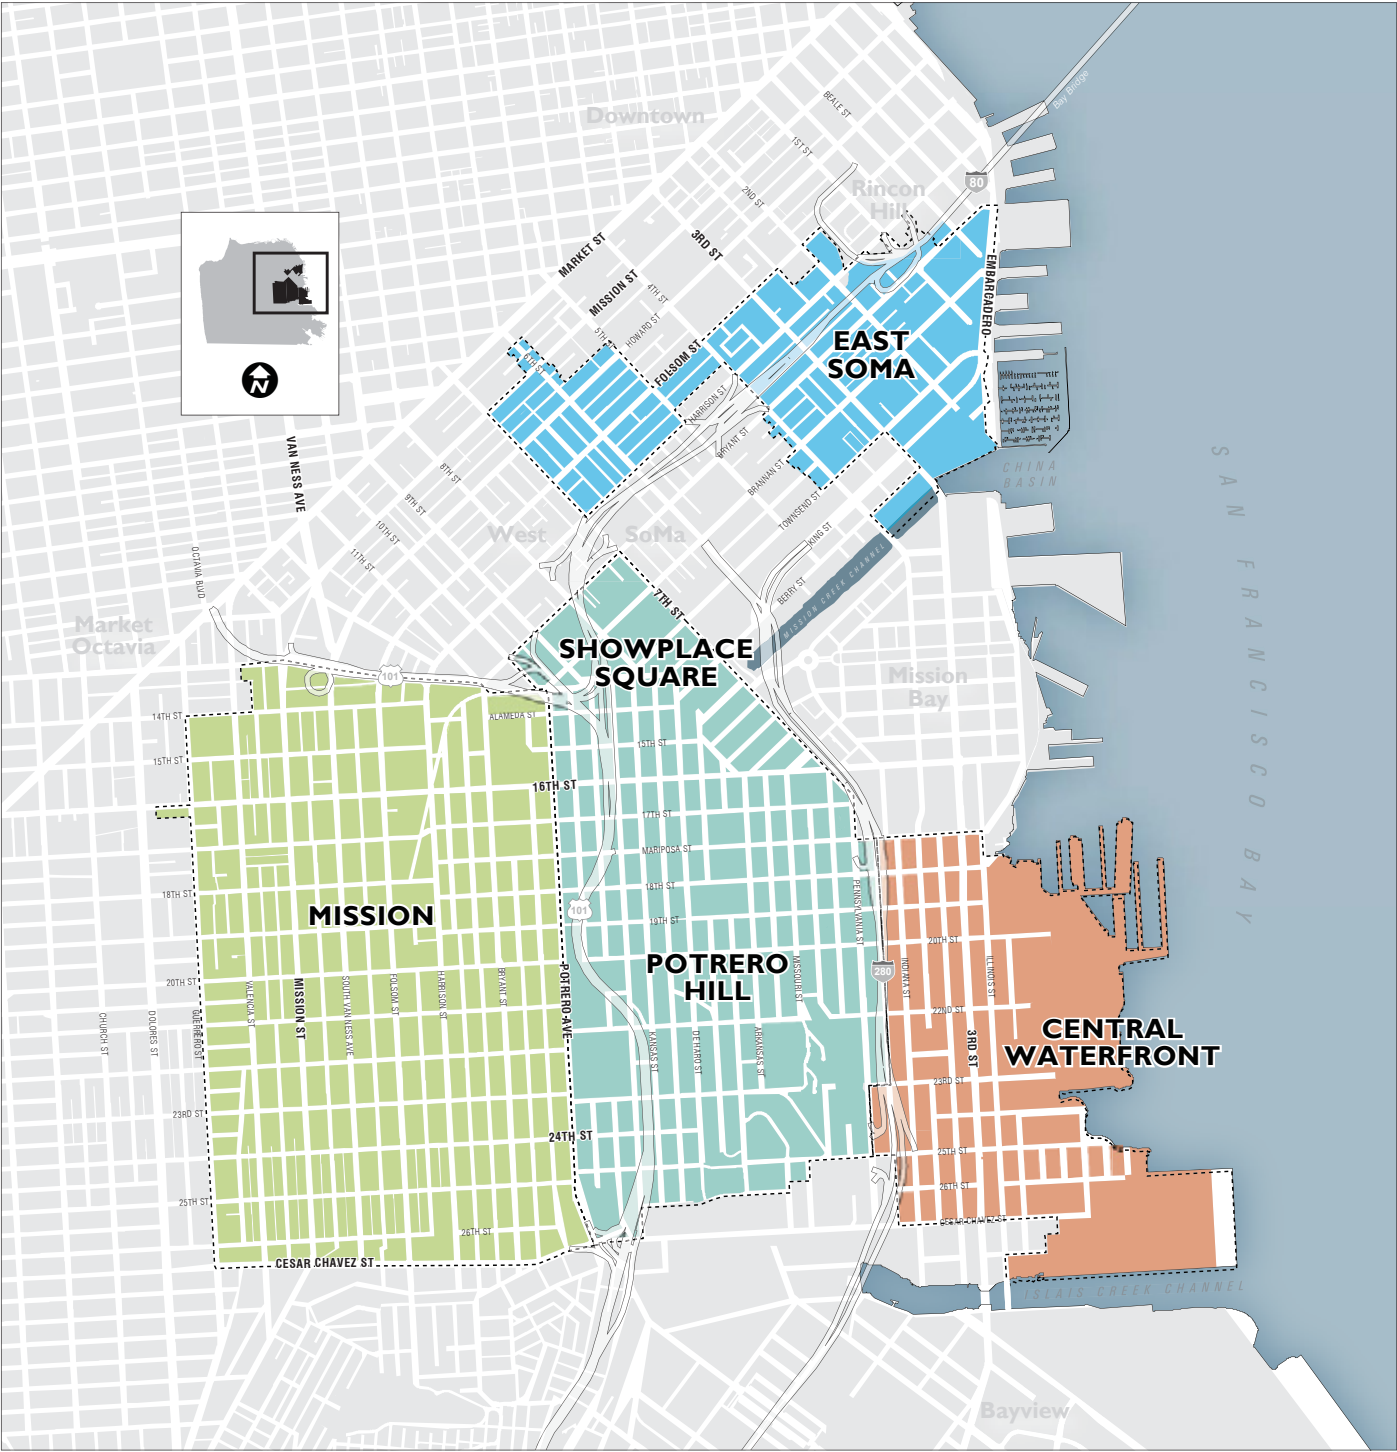 Bay Bridge
BEALE ST
Downtown
1ST ST
80
Rincon
Hill
2ND ST
3RD ST
MARKET ST
MISSION ST
4TH ST
HOWARD ST
5TH ST
EMBARCADERO
FOLSOM ST
6TH ST
EAST
SOMA
N
HARRISON ST
BRYANT ST
VAN NESS AVE
8TH ST
9TH ST
BRANNAN ST
CHINA
BASIN
TOWNSEND ST
10TH ST
KING ST
West
SoMa
11TH ST
OCTAVIA BLVD
MISSION CREEK CHANNEL
BERRY ST
7TH ST
SAN FRANCISCO BAY
Market
Octavia
SHOWPLACE
SQUARE
101
Mission
Bay
14TH ST
ALAMEDA ST
15TH ST
15TH ST
16TH ST
17TH ST
MARIPOSA ST
18TH ST
18TH ST
PENNSYLVANIA ST
MISSION
101
19TH ST
20TH ST
POTRERO
HILL
280
20TH ST
VALENCIA ST
MISSION ST
SOUTH VAN NESS AVE
FOLSOM ST
HARRISON ST
BRYANT ST
POTRERO AVE
MISSOURI ST
INDIANA ST
ILLINOIS ST
22ND ST
CHURCH ST
DOLORES ST
GUERRERO ST
KANSAS ST
DE HARO ST
ARKANSAS ST
3RD ST
CENTRAL
WATERFRONT
23RD ST
23RD ST
24TH ST
25TH ST
26TH ST
25TH ST
CESAR CHAVEZ ST
26TH ST
CESAR CHAVEZ ST
ISLAIS CREEK CHANNEL
Bayview